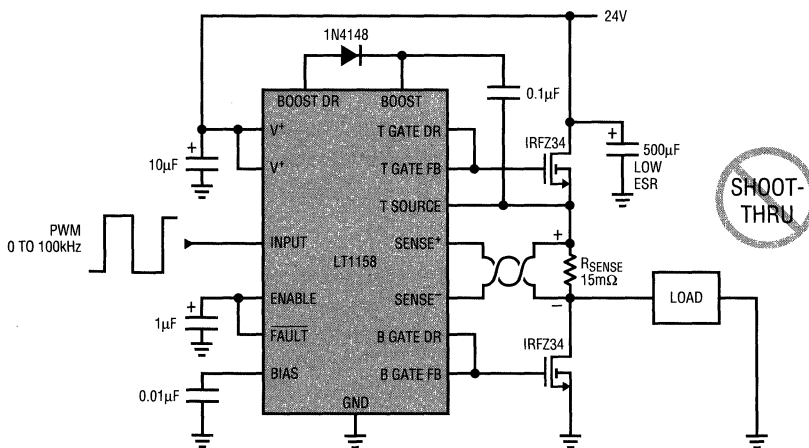 24V
1N4148
BOOST DR
BOOST
0.1µF
V+
V+
10µF
T GATE DR
T GATE FB
IRFZ34
+
500µF
LOW
ESR
SHOOT-
THRU
T SOURCE
PWM
0 TO 100kHz
INPUT
LT1158
SENSE+
SENSE−
+
RSENSE
15mΩ
−
LOAD
ENABLE
FAULT
+
1µF
B GATE DR
B GATE FB
IRFZ34
BIAS
0.01µF
GND
+